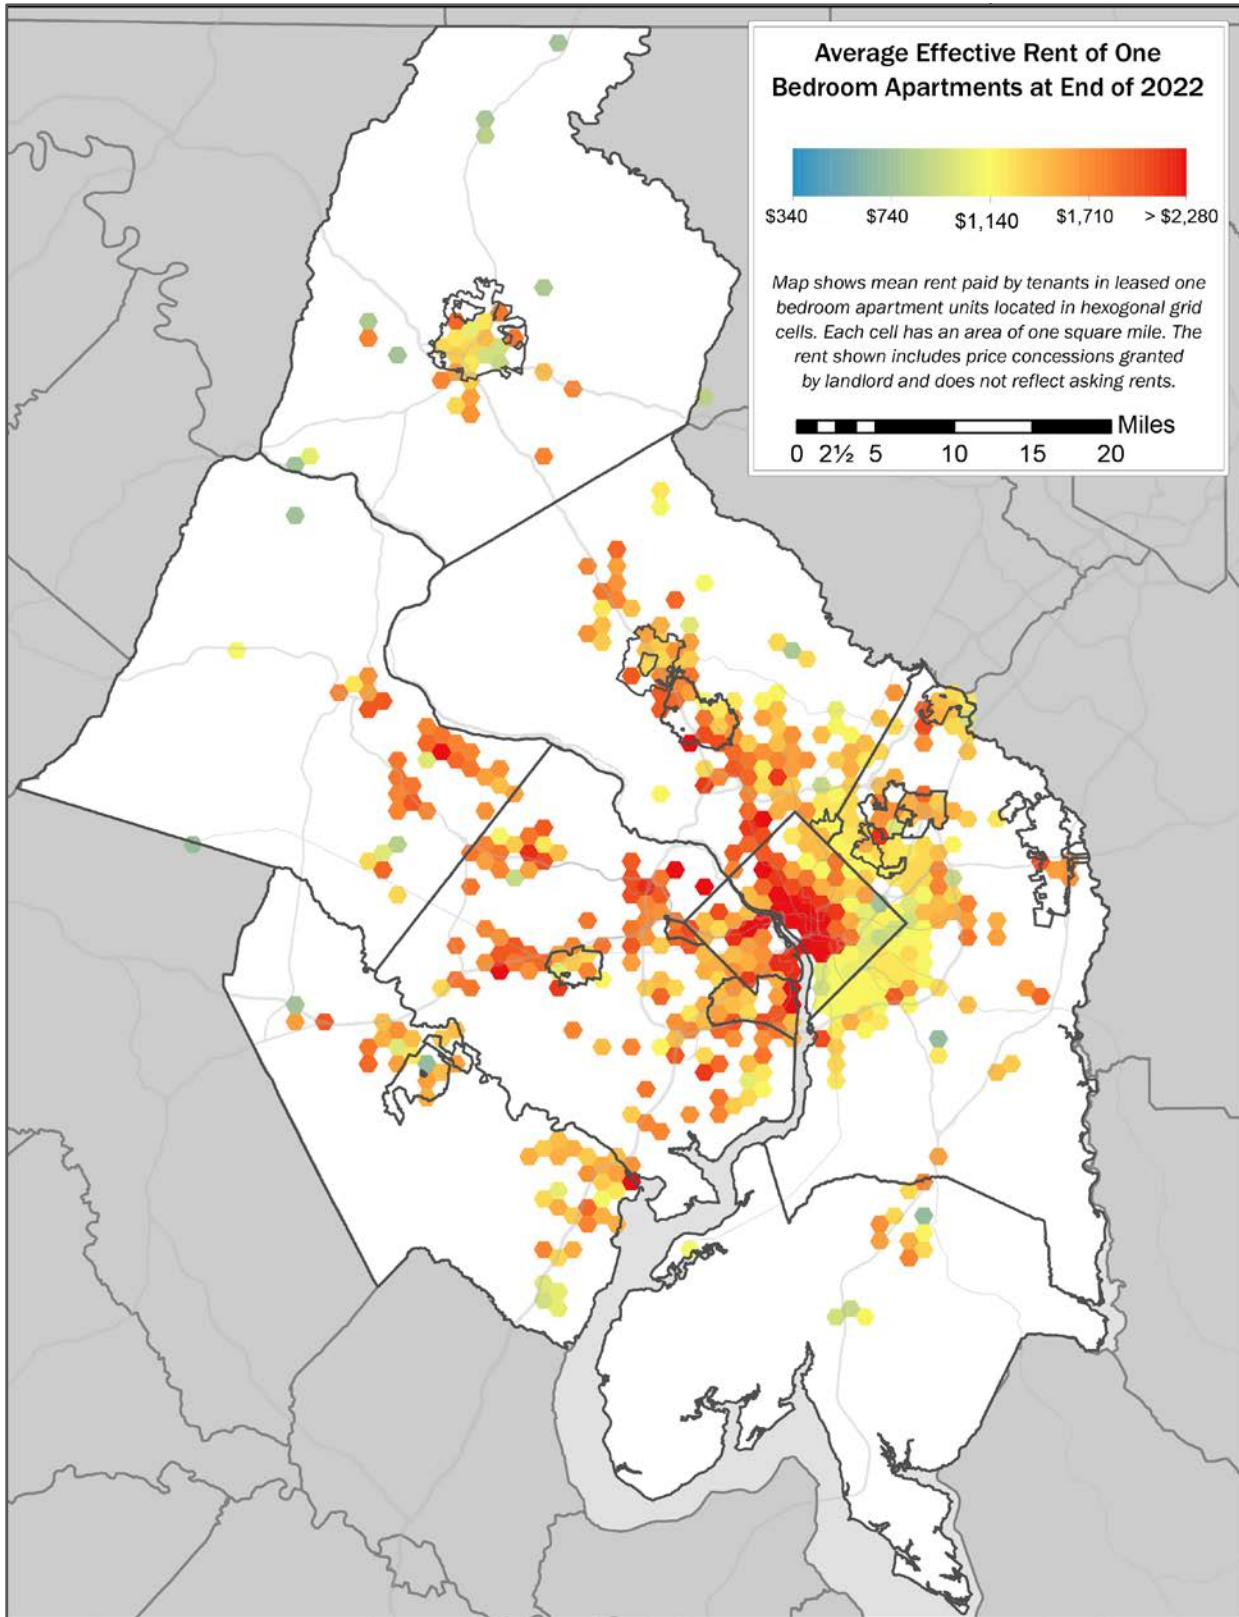 Average Effective Rent of One
Bedroom Apartments at End of 2022
$340 $740 $1,140 $1,710 > $2,280
Map shows mean rent paid by tenants in leased one
bedroom apartment units located in hexogonal grid
cells. Each cell has an area of one square mile. The
rent shown includes price concessions granted
by landlord and does not reflect asking rents.
Miles
0 2½ 5 10 15 20